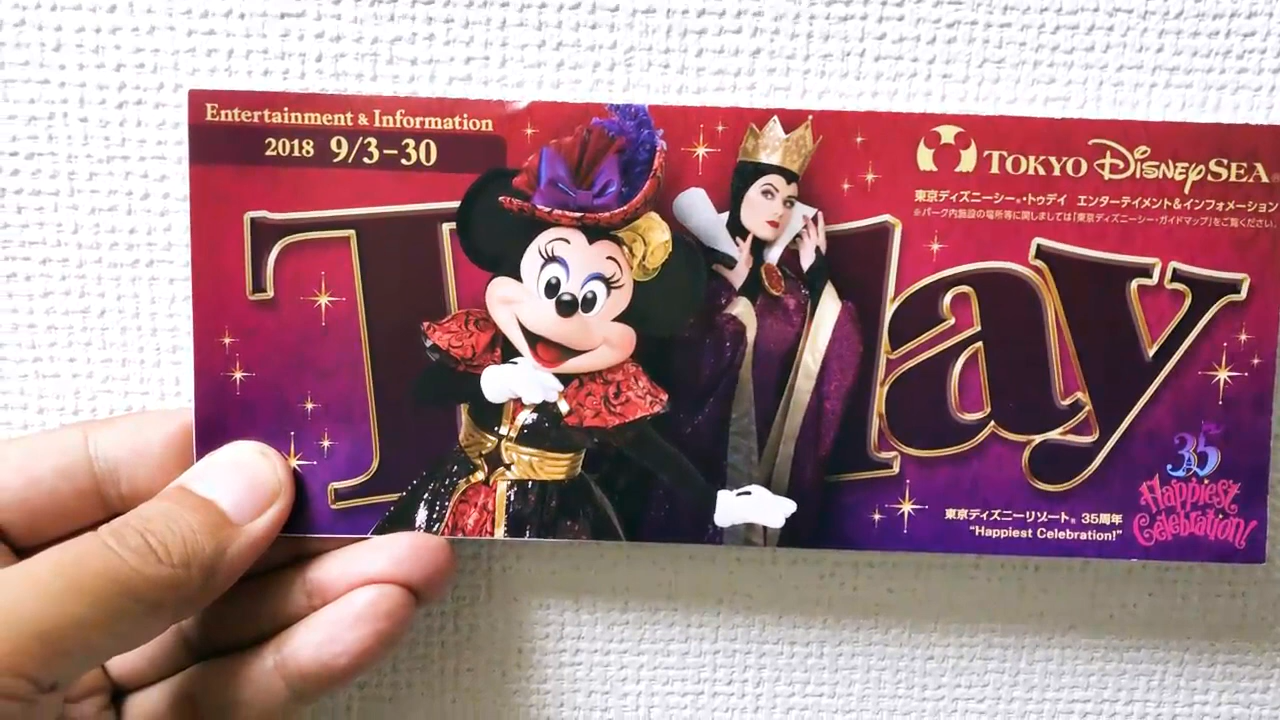 Entertainment & Information
2018 9/3-30
TOKYO DISNEYSEA
東京ディズニーシー®・トゥデイ エンターテイメント&インフォメーション
※パーク内施設の場所等に関しましては「東京ディズニーシー・ガイドマップ」をご覧ください。
Today
35
Happiest
Celebration!
東京ディズニーリゾート® 35周年
"Happiest Celebration!"